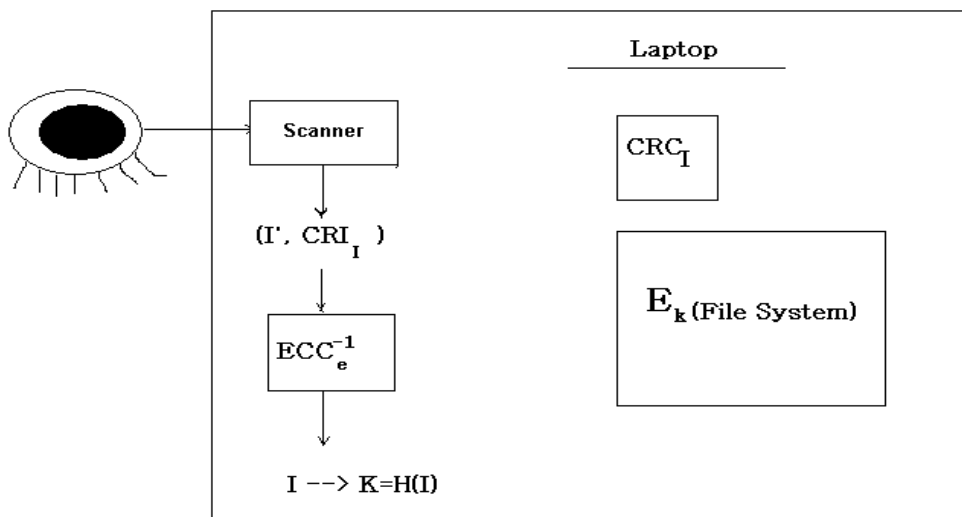 Laptop
Scanner
CRC_I
(I', CRI_I )
E_k (File System)
ECC_e^-1
I --> K=H(I)